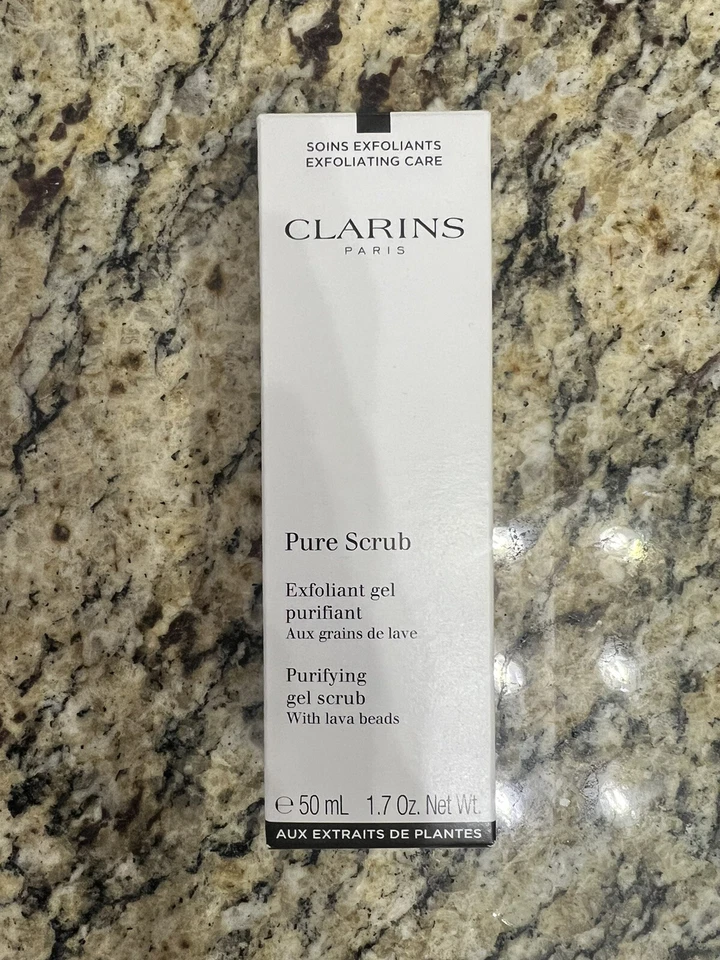 SOINS EXFOLIANTS
EXFOLIATING CARE
CLARINS
PARIS
Pure Scrub
Exfoliant gel
purifiant
Aux grains de lave
Purifying
gel scrub
With lava beads
℮ 50 mL 1.7 Oz. Net Wt.
AUX EXTRAITS DE PLANTES